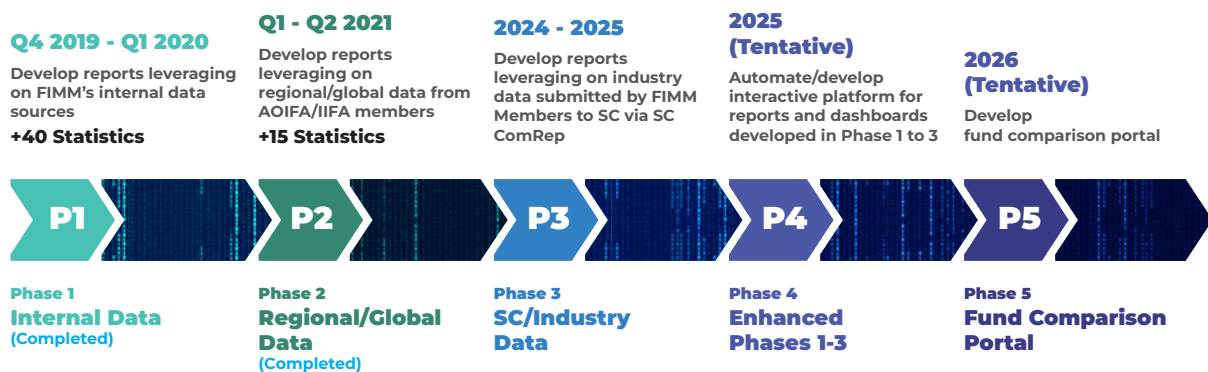 Q4 2019 - Q1 2020
Develop reports leveraging
on FIMM's internal data
sources
+40 Statistics
Q1 - Q2 2021
Develop reports
leveraging on
regional/global data from
AOIFA/IIFA members
+15 Statistics
2024 - 2025
Develop reports
leveraging on industry
data submitted by FIMM
Members to SC via SC
ComRep
2025
(Tentative)
Automate/develop
interactive platform for
reports and dashboards
developed in Phase 1 to 3
2026
(Tentative)
Develop
fund comparison portal
P1
P2
P3
P4
P5
Phase 1
Internal Data
(Completed)
Phase 2
Regional/Global
Data
(Completed)
Phase 3
SC/Industry
Data
Phase 4
Enhanced
Phases 1-3
Phase 5
Fund Comparison
Portal